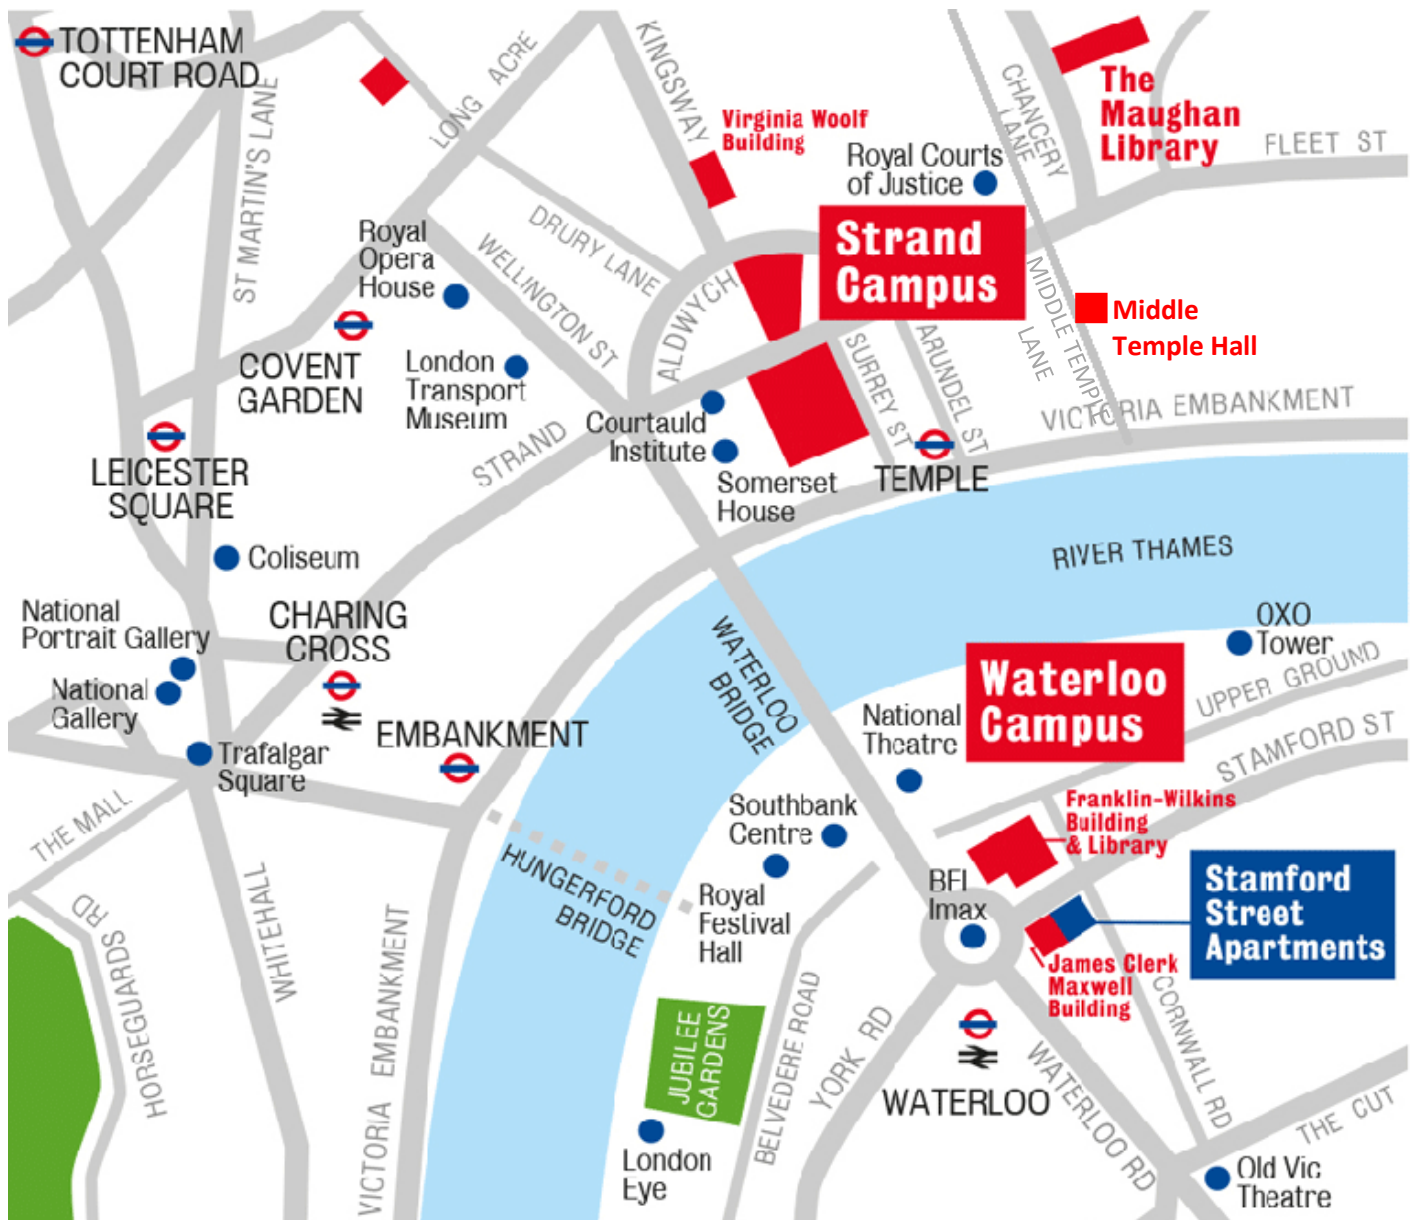 TOTTENHAM
COURT ROAD
ST MARTIN'S LANE
LONG ACRE
KINGSWAY
Virginia Woolf
Building
Royal Courts
of Justice
CHANCERY
LANE
The
Maughan
Library
FLEET ST
Strand
Campus
DRURY LANE
WELLINGTON ST
ALDWYCH
Royal
Opera
House
COVENT
GARDEN
London
Transport
Museum
SURREY ST
ARUNDEL ST
MIDDLE TEMPLE
LANE
Middle
Temple Hall
VICTORIA EMBANKMENT
Courtauld
Institute
Somerset
House
TEMPLE
STRAND
LEICESTER
SQUARE
Coliseum
National
Portrait Gallery
National
Gallery
CHARING
CROSS
Trafalgar
Square
EMBANKMENT
THE MALL
HORSEGUARDS RD
WHITEHALL
VICTORIA EMBANKMENT
HUNGERFORD
BRIDGE
WATERLOO
BRIDGE
RIVER THAMES
OXO
Tower
UPPER GROUND
STAMFORD ST
Waterloo
Campus
National
Theatre
Southbank
Centre
Royal
Festival
Hall
Franklin-Wilkins
Building
& Library
BFI
Imax
Stamford
Street
Apartments
James Clerk
Maxwell
Building
JUBILEE
GARDENS
London
Eye
BELVEDERE ROAD
YORK RD
WATERLOO
WATERLOO RD
CORNWALL RD
THE CUT
Old Vic
Theatre